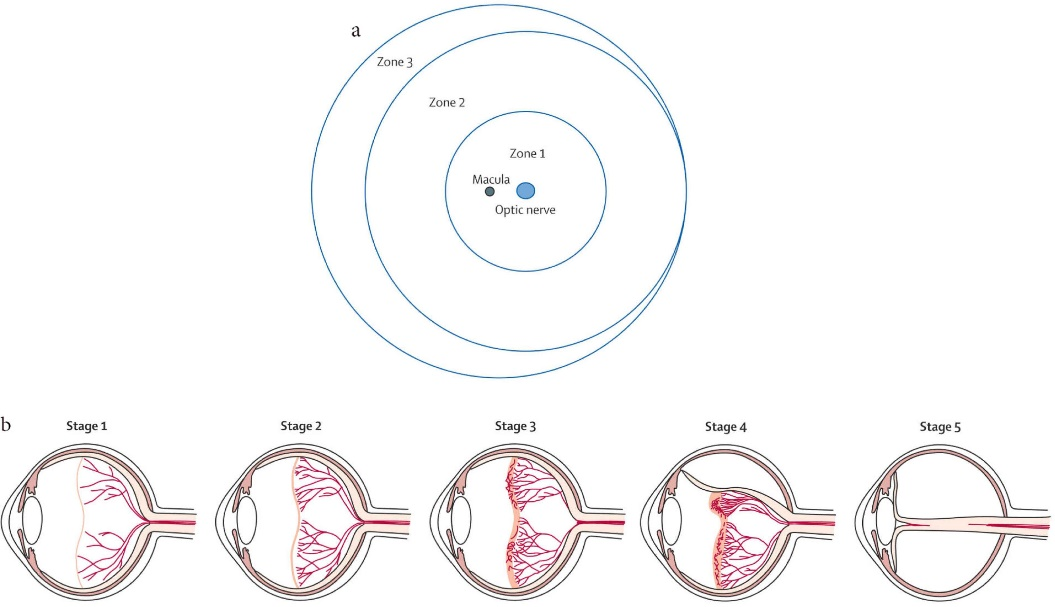 a
Zone 3
Zone 2
Zone 1
Macula
Optic nerve
b
Stage 1
Stage 2
Stage 3
Stage 4
Stage 5